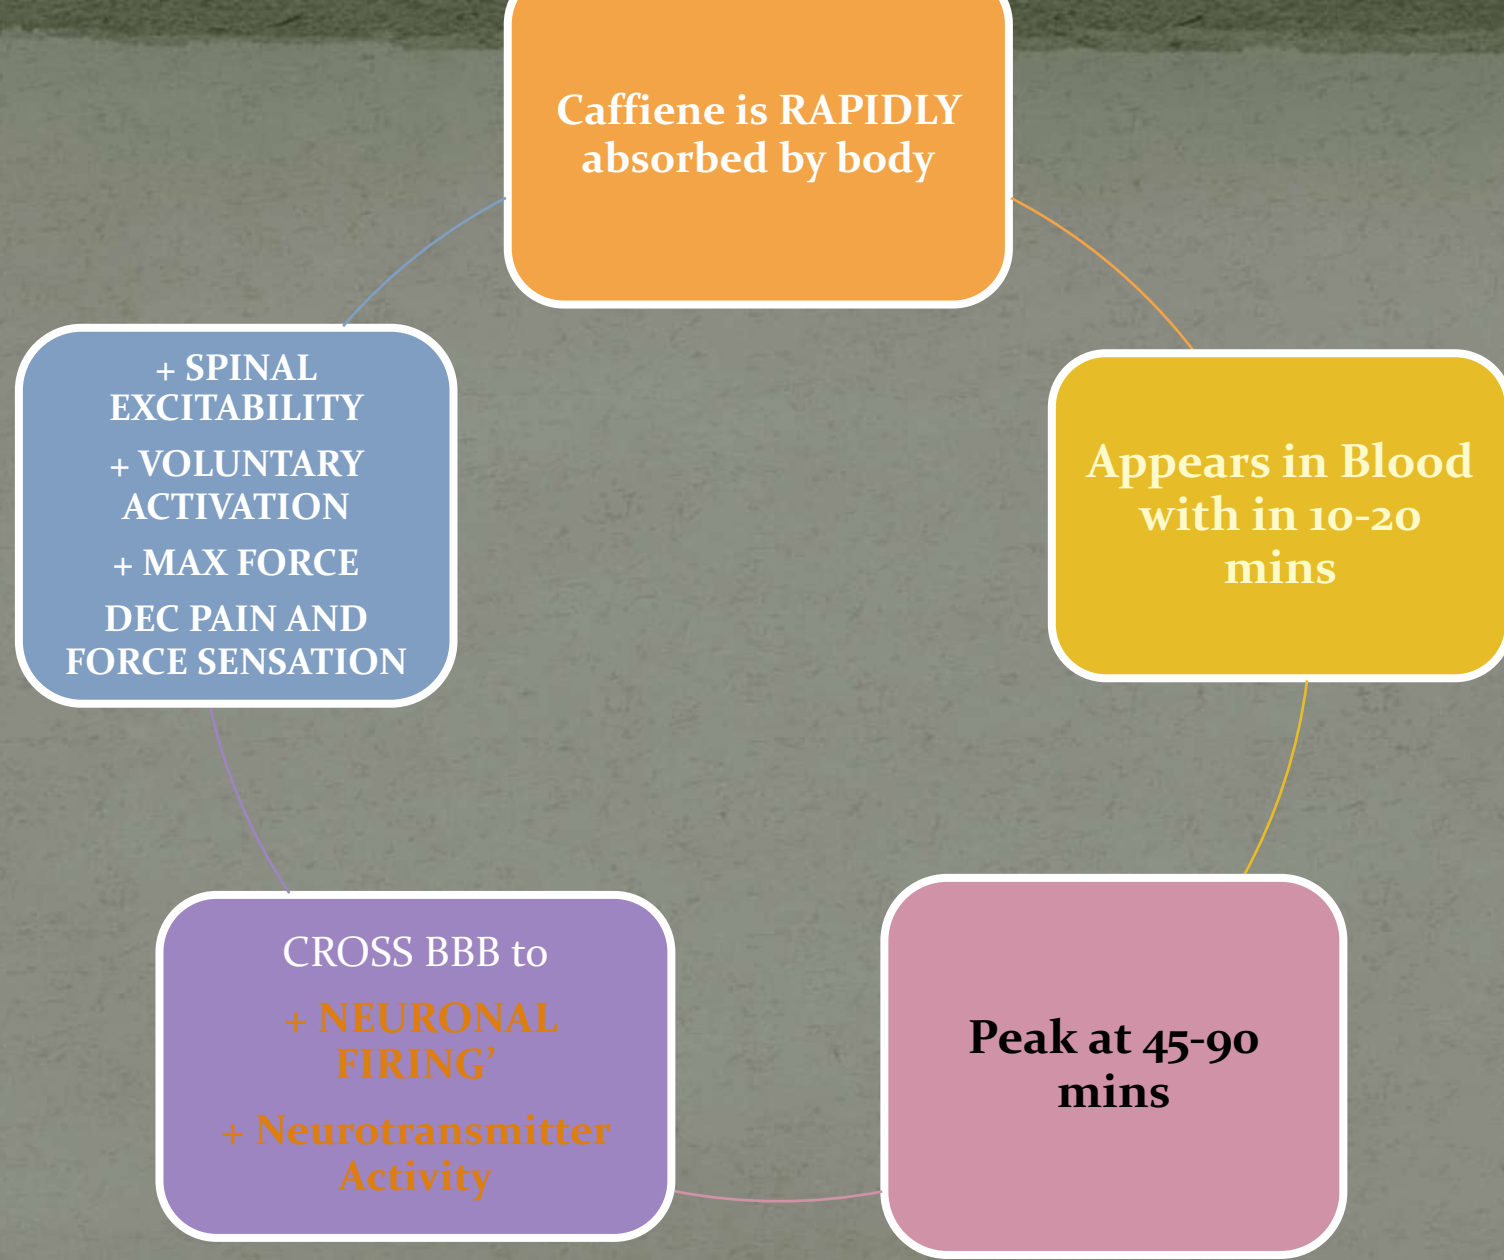 Caffiene is RAPIDLY
absorbed by body
Appears in Blood
with in 10-20
mins
Peak at 45-90
mins
CROSS BBB to
+ NEURONAL
FIRING’
+ Neurotransmitter
Activity
+ SPINAL
EXCITABILITY
+ VOLUNTARY
ACTIVATION
+ MAX FORCE
DEC PAIN AND
FORCE SENSATION